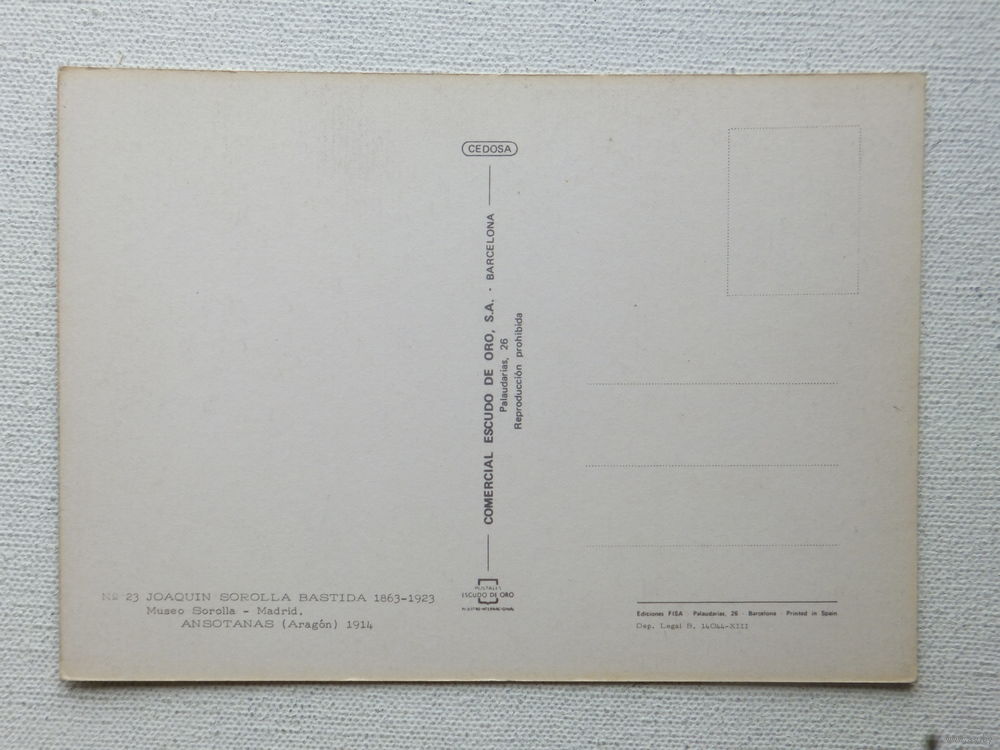 Nº 23 JOAQUIN SOROLLA BASTIDA 1863-1923
Museo Sorolla - Madrid.
ANSOTANAS (Aragón) 1914
CEDOSA
COMERCIAL ESCUDO DE ORO, S.A. - BARCELONA
Palaudarias, 26
Reproducción prohibida
POSTALES
ESCUDO DE ORO
Ediciones FISA - Palaudarias, 26 - Barcelona - Printed in Spain
Dep. Legal B. 14044-XIII